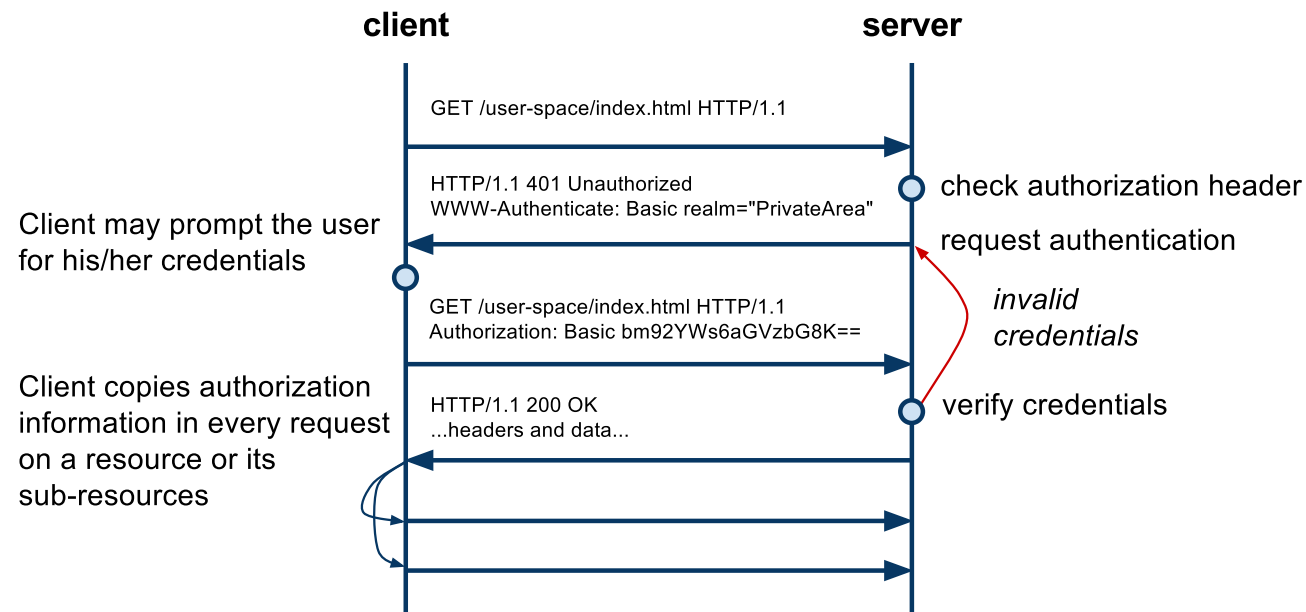 client
server
GET /user-space/index.html HTTP/1.1
HTTP/1.1 401 Unauthorized
WWW-Authenticate: Basic realm="PrivateArea"
check authorization header
request authentication
Client may prompt the user
for his/her credentials
invalid
credentials
GET /user-space/index.html HTTP/1.1
Authorization: Basic bm92YWs6aGVzbG8K==
verify credentials
HTTP/1.1 200 OK
...headers and data...
Client copies authorization
information in every request
on a resource or its
sub-resources